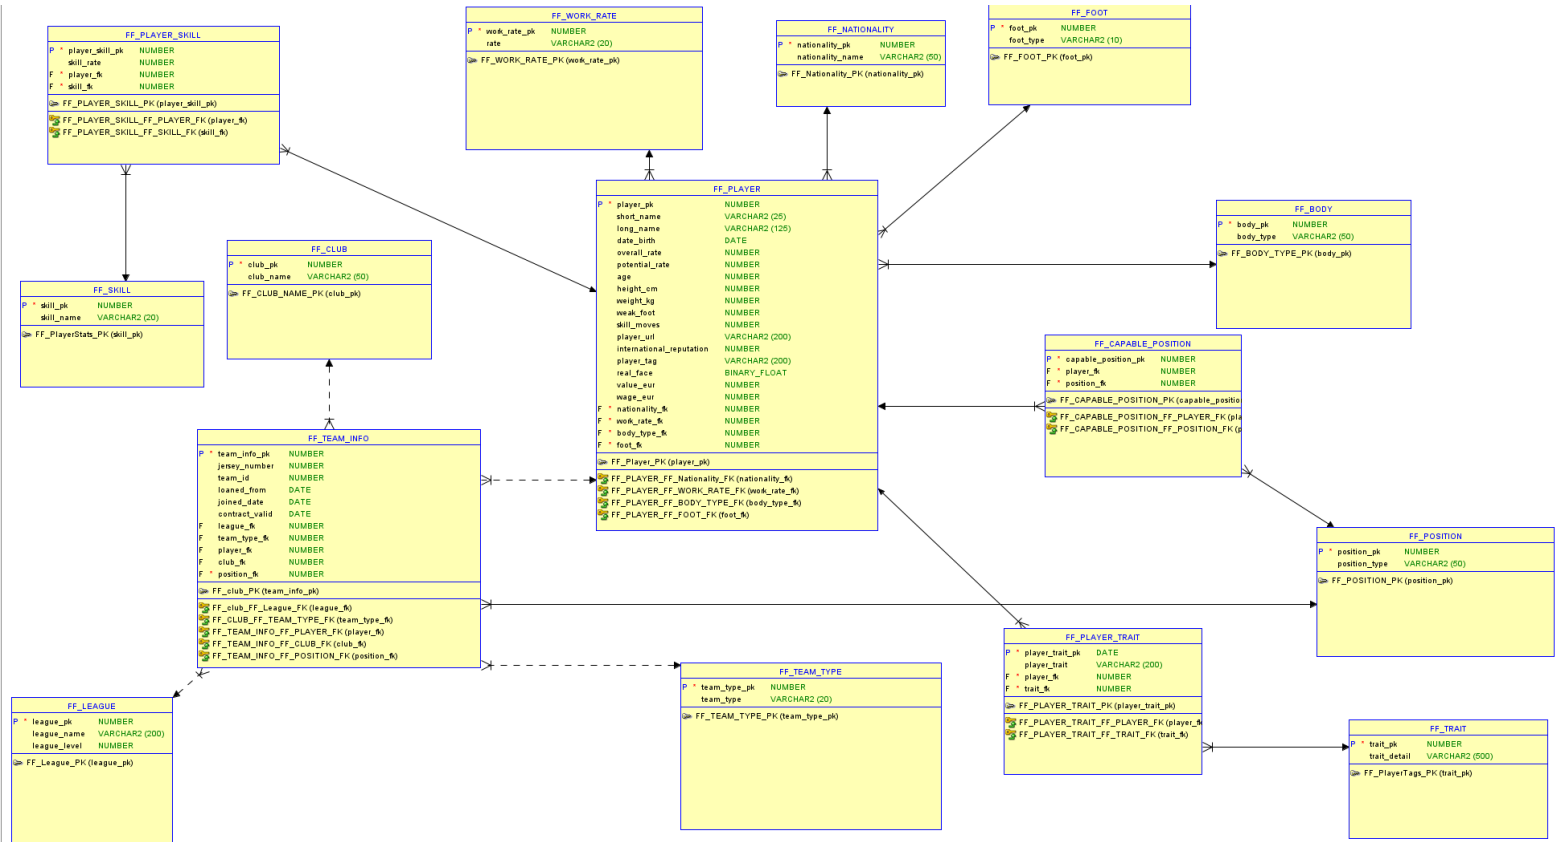 FF_PLAYER_SKILL
P * player_skill_pk NUMBER
skill_rate NUMBER
F * player_fk NUMBER
F * skill_fk NUMBER
FF_PLAYER_SKILL_PK (player_skill_pk)
FF_PLAYER_SKILL_FF_PLAYER_FK (player_fk)
FF_PLAYER_SKILL_FF_SKILL_FK (skill_fk)
FF_WORK_RATE
P * work_rate_pk NUMBER
rate VARCHAR2 (20)
FF_WORK_RATE_PK (work_rate_pk)
FF_NATIONALITY
P * nationality_pk NUMBER
nationality_name VARCHAR2 (50)
FF_Nationality_PK (nationality_pk)
FF_FOOT
P * foot_pk NUMBER
foot_type VARCHAR2 (10)
FF_FOOT_PK (foot_pk)
FF_PLAYER
P * player_pk NUMBER
short_name VARCHAR2 (25)
long_name VARCHAR2 (125)
date_birth DATE
overall_rate NUMBER
potential_rate NUMBER
age NUMBER
height_cm NUMBER
weight_kg NUMBER
weak_foot NUMBER
skill_moves NUMBER
player_url VARCHAR2 (200)
international_reputation NUMBER
player_tag VARCHAR2 (200)
real_face BINARY_FLOAT
value_eur NUMBER
wage_eur NUMBER
F * nationality_fk NUMBER
F * work_rate_fk NUMBER
F * body_type_fk NUMBER
F * foot_fk NUMBER
FF_Player_PK (player_pk)
FF_PLAYER_FF_Nationality_FK (nationality_fk)
FF_PLAYER_FF_WORK_RATE_FK (work_rate_fk)
FF_PLAYER_FF_BODY_TYPE_FK (body_type_fk)
FF_PLAYER_FF_FOOT_FK (foot_fk)
FF_BODY
P * body_pk NUMBER
body_type VARCHAR2 (50)
FF_BODY_TYPE_PK (body_pk)
FF_CLUB
P * club_pk NUMBER
club_name VARCHAR2 (50)
FF_CLUB_NAME_PK (club_pk)
FF_SKILL
P * skill_pk NUMBER
skill_name VARCHAR2 (20)
FF_PlayerStats_PK (skill_pk)
FF_CAPABLE_POSITION
P * capable_position_pk NUMBER
F * player_fk NUMBER
F * position_fk NUMBER
FF_CAPABLE_POSITION_PK (capable_positio
FF_CAPABLE_POSITION_FF_PLAYER_FK (pla
FF_CAPABLE_POSITION_FF_POSITION_FK (p
FF_TEAM_INFO
P * team_info_pk NUMBER
jersey_number NUMBER
team_id NUMBER
loaned_from DATE
joined_date DATE
contract_valid DATE
F league_fk NUMBER
F team_type_fk NUMBER
F player_fk NUMBER
F club_fk NUMBER
F * position_fk NUMBER
FF_club_PK (team_info_pk)
FF_club_FF_League_FK (league_fk)
FF_CLUB_FF_TEAM_TYPE_FK (team_type_fk)
FF_TEAM_INFO_FF_PLAYER_FK (player_fk)
FF_TEAM_INFO_FF_CLUB_FK (club_fk)
FF_TEAM_INFO_FF_POSITION_FK (position_fk)
FF_POSITION
P * position_pk NUMBER
position_type VARCHAR2 (50)
FF_POSITION_PK (position_pk)
FF_PLAYER_TRAIT
P * player_trait_pk DATE
player_trait VARCHAR2 (200)
F * player_fk NUMBER
F * trait_fk NUMBER
FF_PLAYER_TRAIT_PK (player_trait_pk)
FF_PLAYER_TRAIT_FF_PLAYER_FK (player_fk
FF_PLAYER_TRAIT_FF_TRAIT_FK (trait_fk)
FF_TEAM_TYPE
P * team_type_pk NUMBER
team_type VARCHAR2 (20)
FF_TEAM_TYPE_PK (team_type_pk)
FF_LEAGUE
P * league_pk NUMBER
league_name VARCHAR2 (200)
league_level NUMBER
FF_League_PK (league_pk)
FF_TRAIT
P * trait_pk NUMBER
trait_detail VARCHAR2 (500)
FF_PlayerTags_PK (trait_pk)